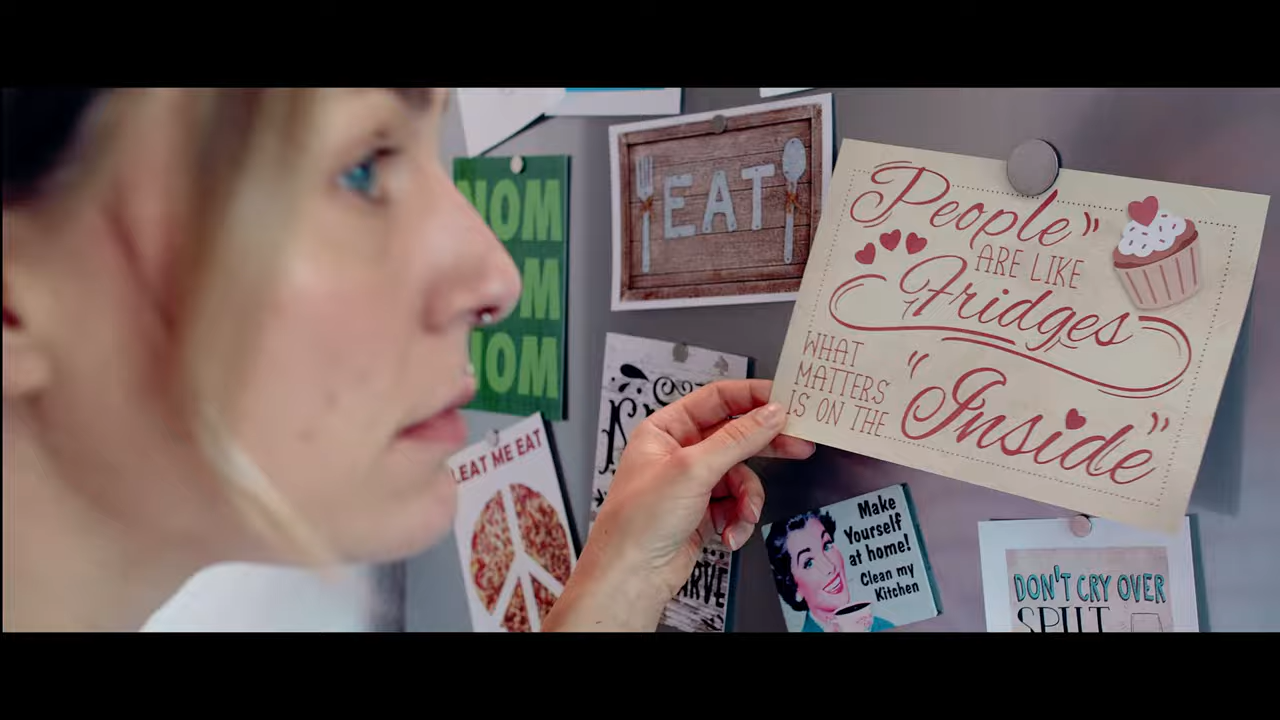 NOM
NOM
NOM
EAT
People"
ARE LIKE
Fridges
WHAT
MATTERS
IS ON THE
"Inside"
EAT ME EAT
Make
Yourself
at home!
Clean my
Kitchen
DON'T CRY OVER
SPILT